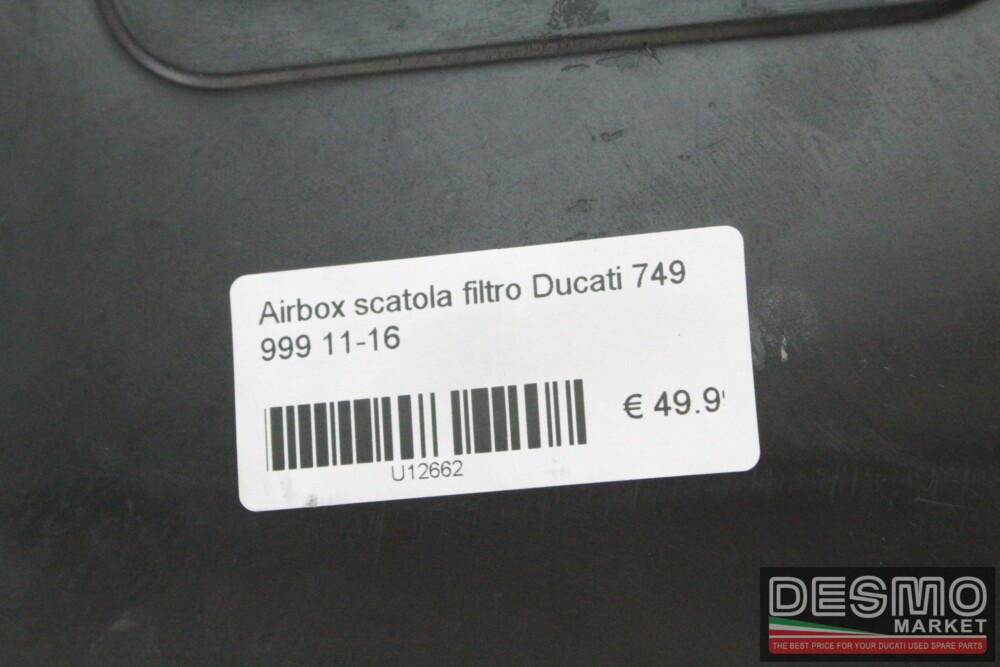 Airbox scatola filtro Ducati 749
999 11-16
€ 49.9
U12662
DESMO
MARKET
THE BEST PRICE FOR YOUR DUCATI USED SPARE PARTS